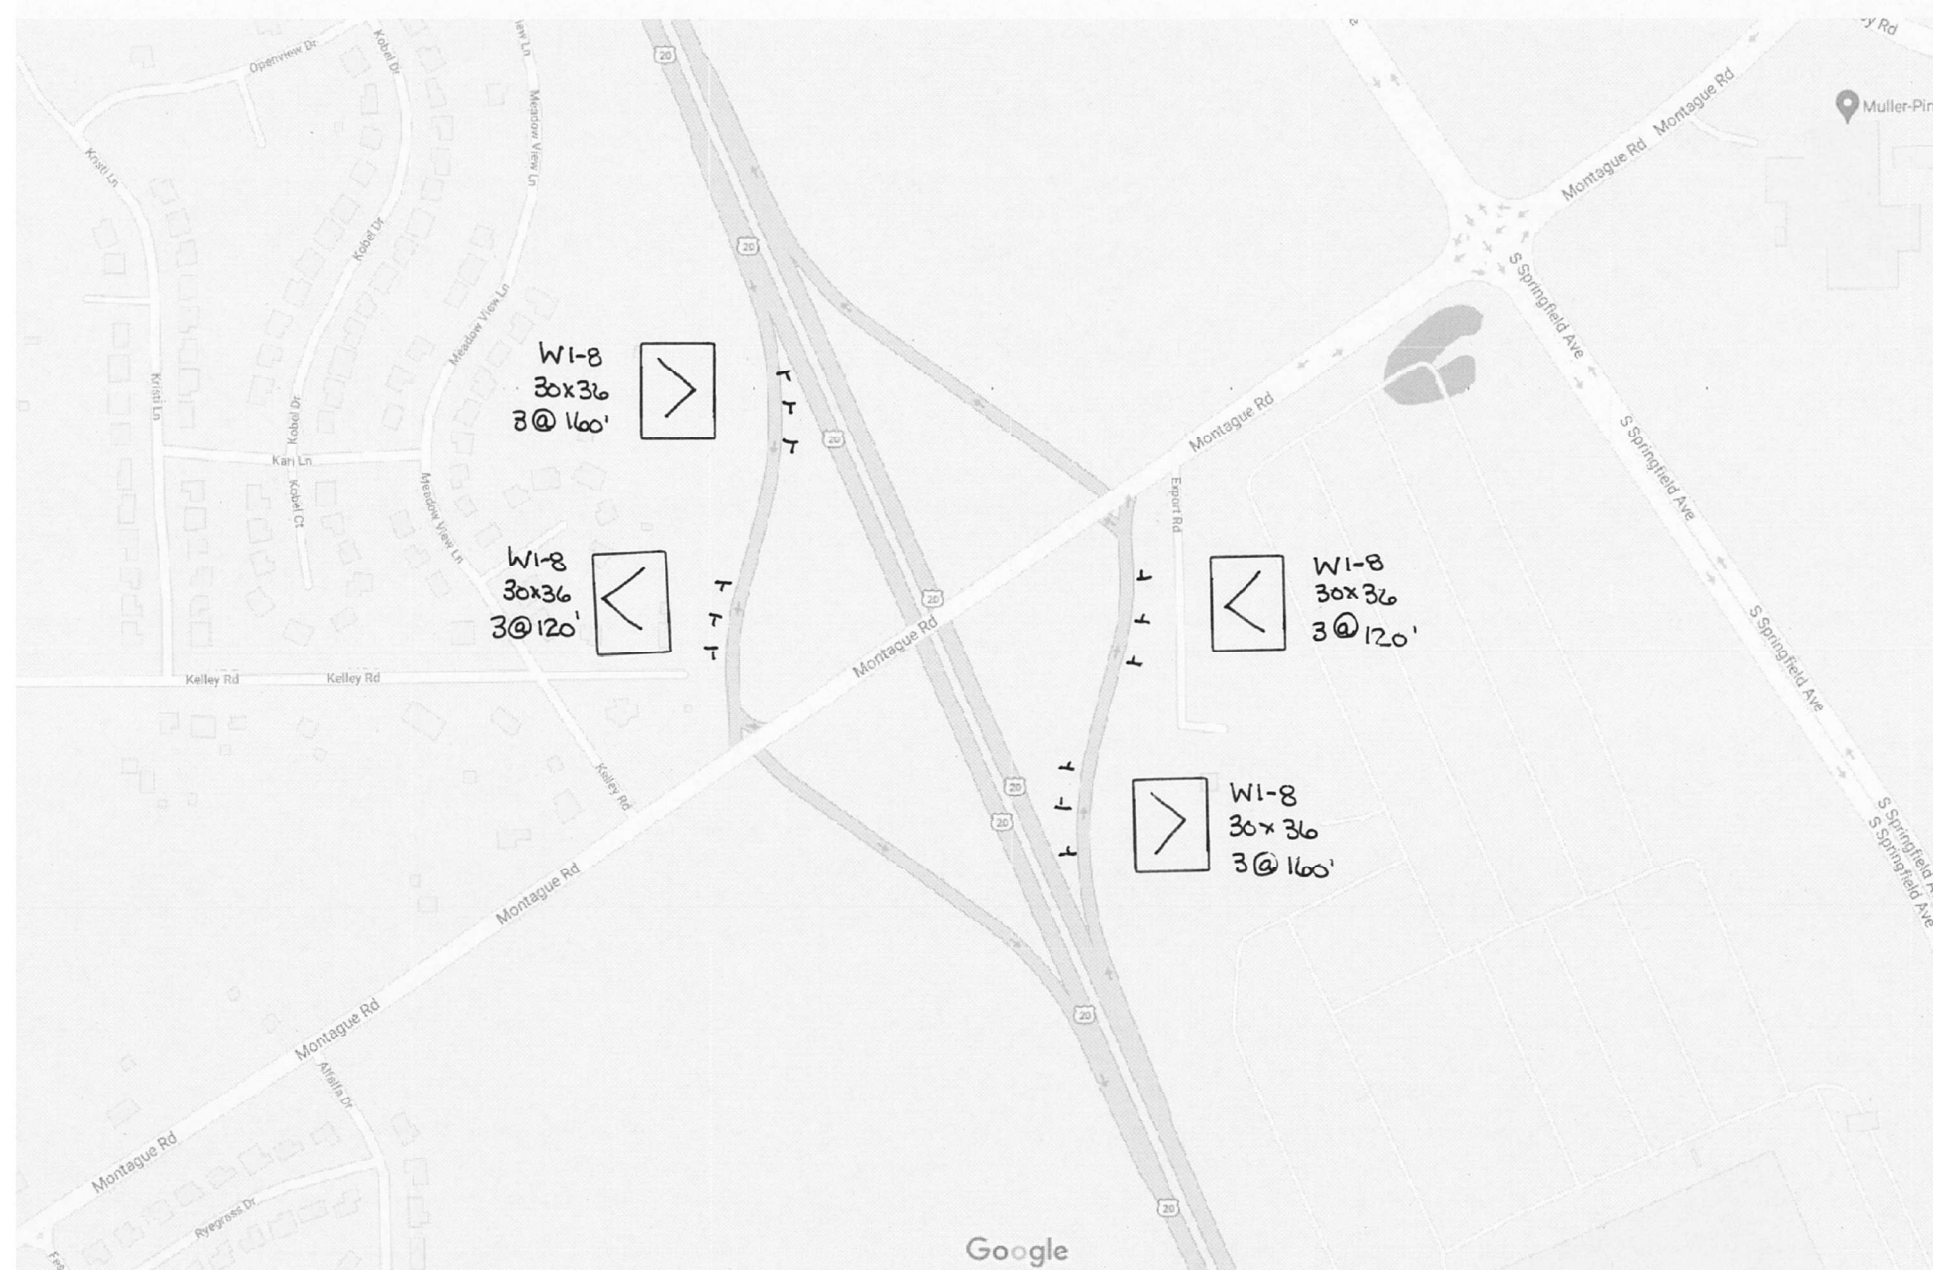 20
Openview Dr
Kobel Dr
ew Ln
Meadow View Ln
Kristi Ln
Kobel Dr
Meadow View Ln
Kristi Ln
Kobel Dr
Kari Ln
Kobel Ct
Meadow View Ln
20
20
W1-8
30x36
3@ 160'
W1-8
30x36
3@120'
Kelley Rd
Kelley Rd
Kelley Rd
20
Montague Rd
Montague Rd
Export Rd
W1-8
30x36
3@120'
W1-8
30x36
3@160'
20
20
20
20
y Rd
Montague Rd
Montague Rd
Muller-Pin
S Springfield Ave
S Springfield Ave
S Springfield Ave
S Springfield A
S Springfield Ave
Montague Rd
Montague Rd
Montague Rd
Alfalfa Dr
Ryegrass Dr
Google